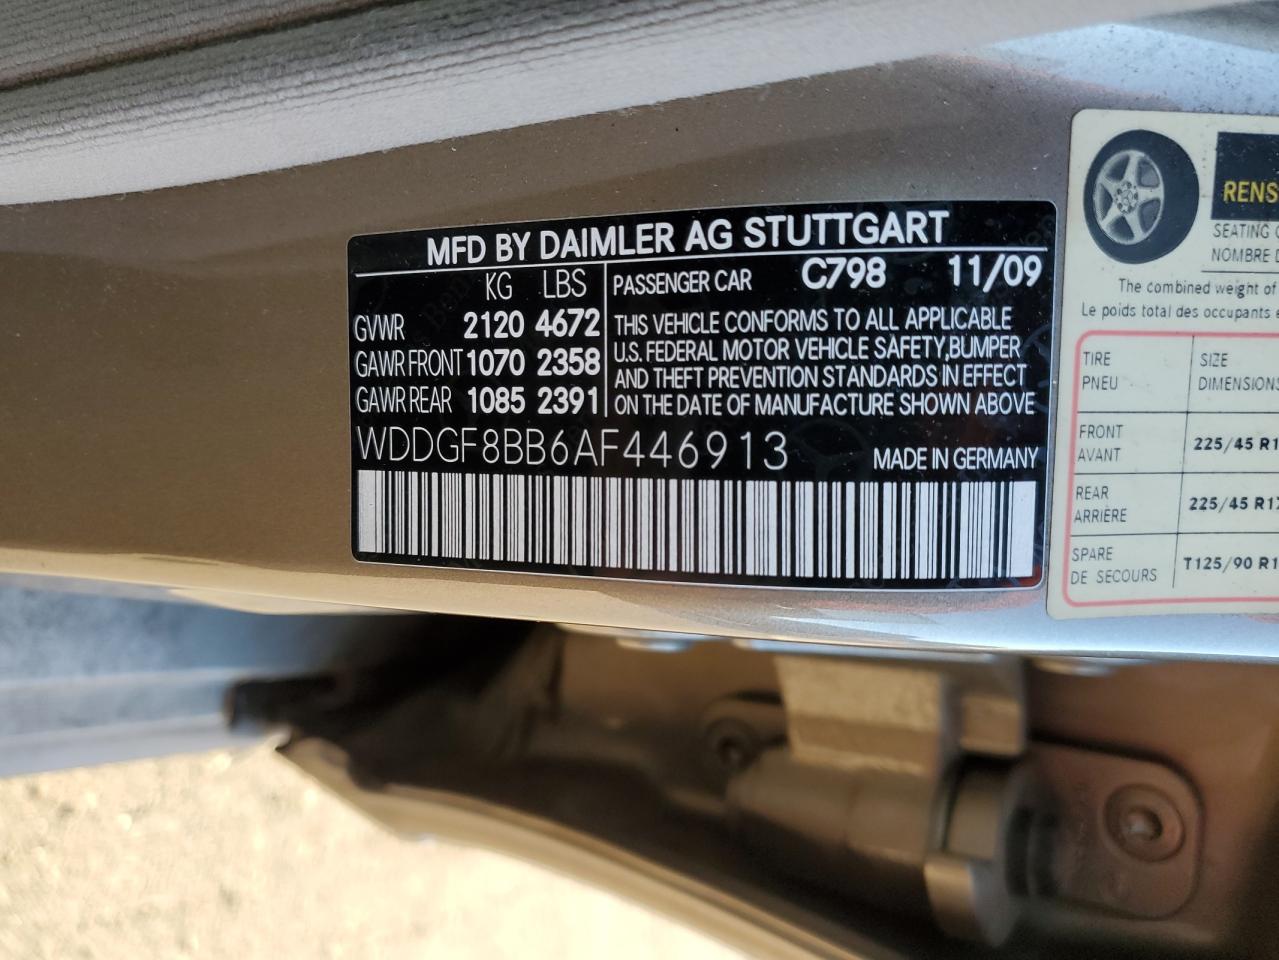 MFD BY DAIMLER AG STUTTGART
KG LBS
GVWR 2120 4672
GAWR FRONT 1070 2358
GAWR REAR 1085 2391
PASSENGER CAR C798 11/09
THIS VEHICLE CONFORMS TO ALL APPLICABLE
U.S. FEDERAL MOTOR VEHICLE SAFETY,BUMPER
AND THEFT PREVENTION STANDARDS IN EFFECT
ON THE DATE OF MANUFACTURE SHOWN ABOVE
WDDGF8BB6AF446913 MADE IN GERMANY
RENS
SEATING
NOMBRE
The combined weight of
Le poids total des occupants
TIRE SIZE
PNEU DIMENSIONS
FRONT
AVANT
225/45 R1
REAR
ARRIÈRE
225/45 R17
SPARE
DE SECOURS
T125/90 R1